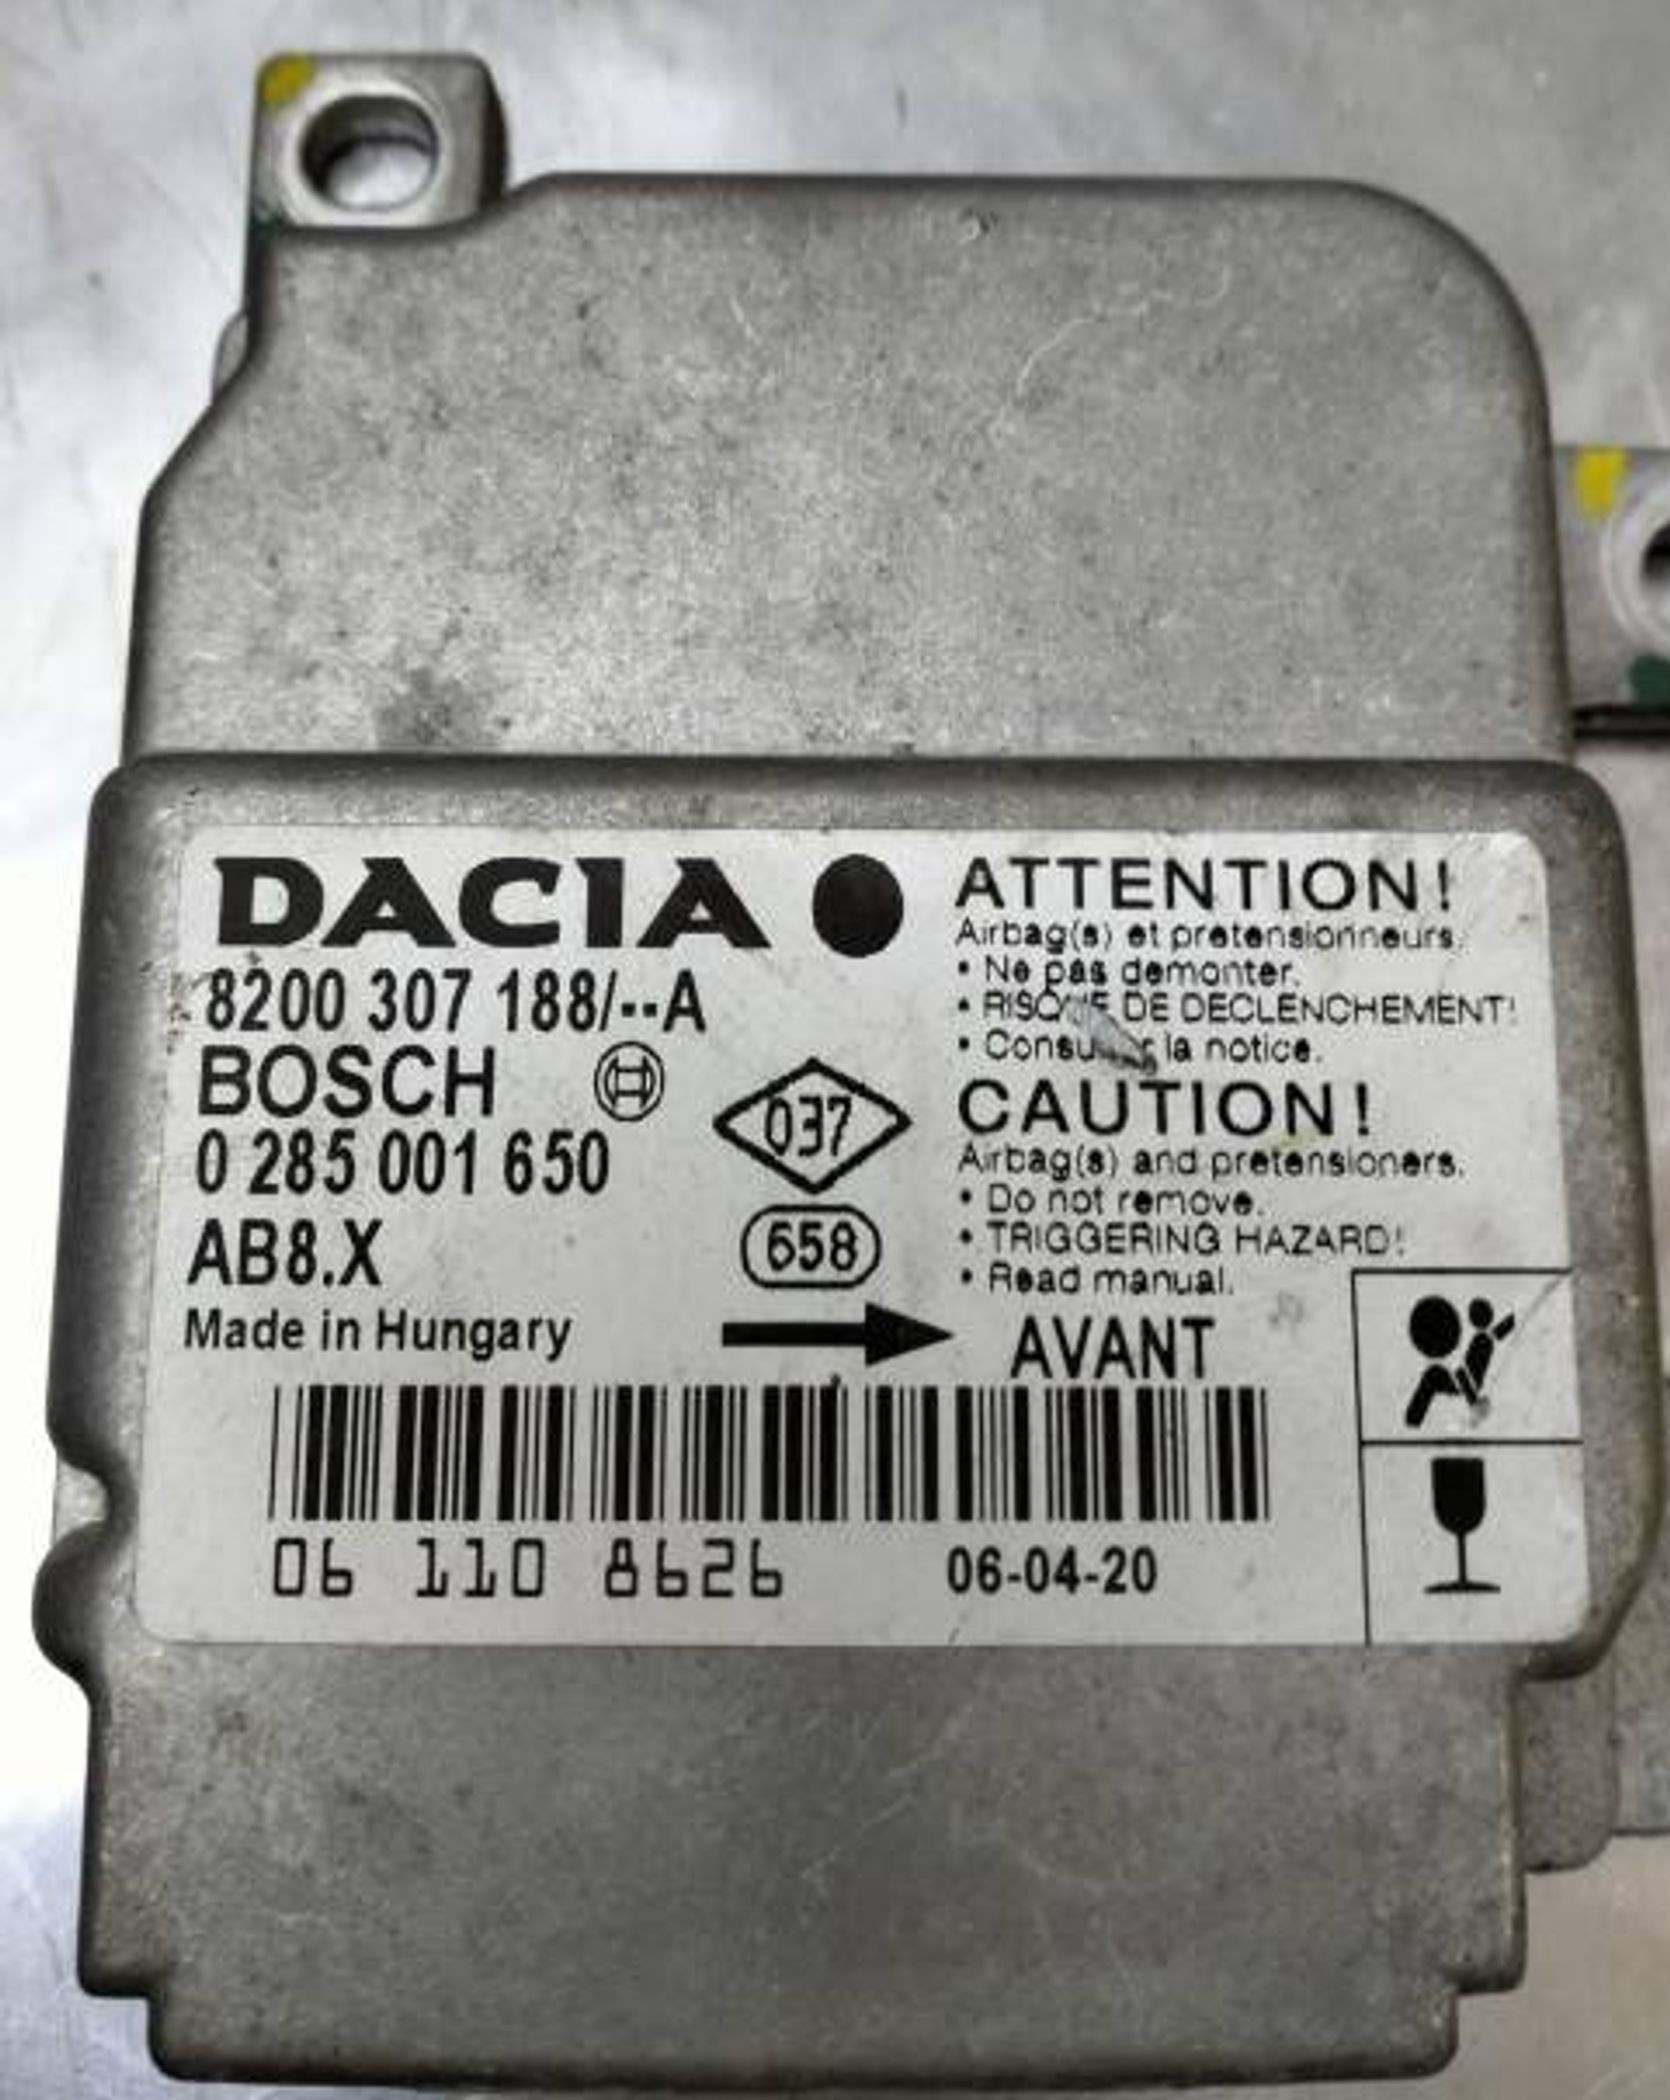 DACIA
8200 307 188/--A
BOSCH
0 285 001 650
AB8.X
Made in Hungary
037
658
ATTENTION!
Airbag(s) et pretensionneurs.
• Ne pas demonter.
• RISQUE DE DECLENCHEMENT!
• Consulter la notice.
CAUTION!
Airbag(s) and pretensioners.
• Do not remove.
• TRIGGERING HAZARD!
• Read manual.
AVANT
06 110 8626
06-04-20